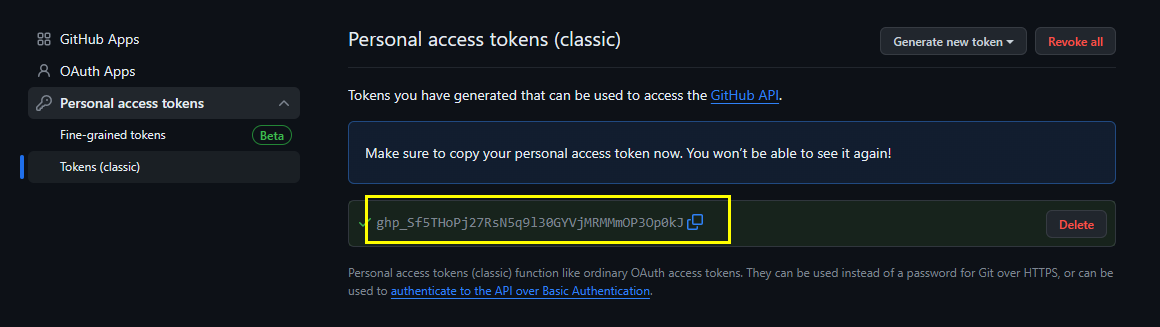 GitHub Apps
OAuth Apps
Personal access tokens
Fine-grained tokens
Beta
Tokens (classic)
Personal access tokens (classic)
Generate new token
Revoke all
Tokens you have generated that can be used to access the GitHub API.
Make sure to copy your personal access token now. You won't be able to see it again!
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
Delete
Personal access tokens (classic) function like ordinary OAuth access tokens. They can be used instead of a password for Git over HTTPS, or can be
used to authenticate to the API over Basic Authentication.